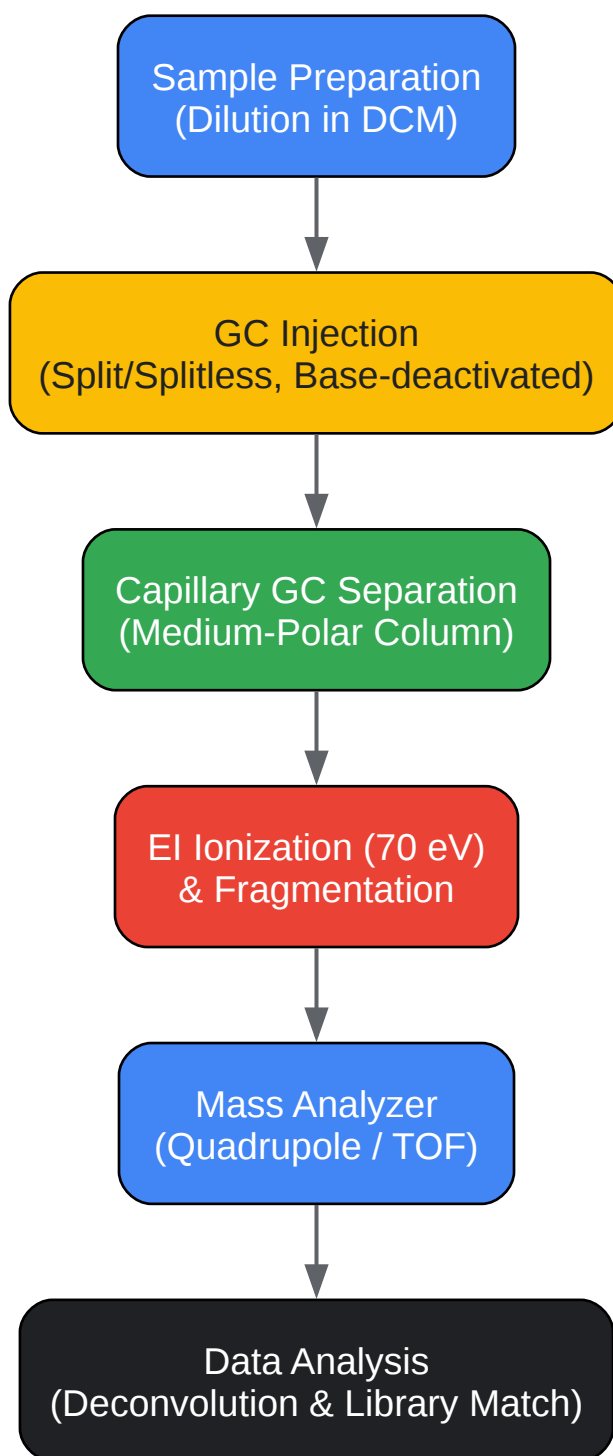 Sample Preparation
(Dilution in DCM)
GC Injection
(Split/Splitless, Base-deactivated)
Capillary GC Separation
(Medium-Polar Column)
EI Ionization (70 eV)
& Fragmentation
Mass Analyzer
(Quadrupole / TOF)
Data Analysis
(Deconvolution & Library Match)